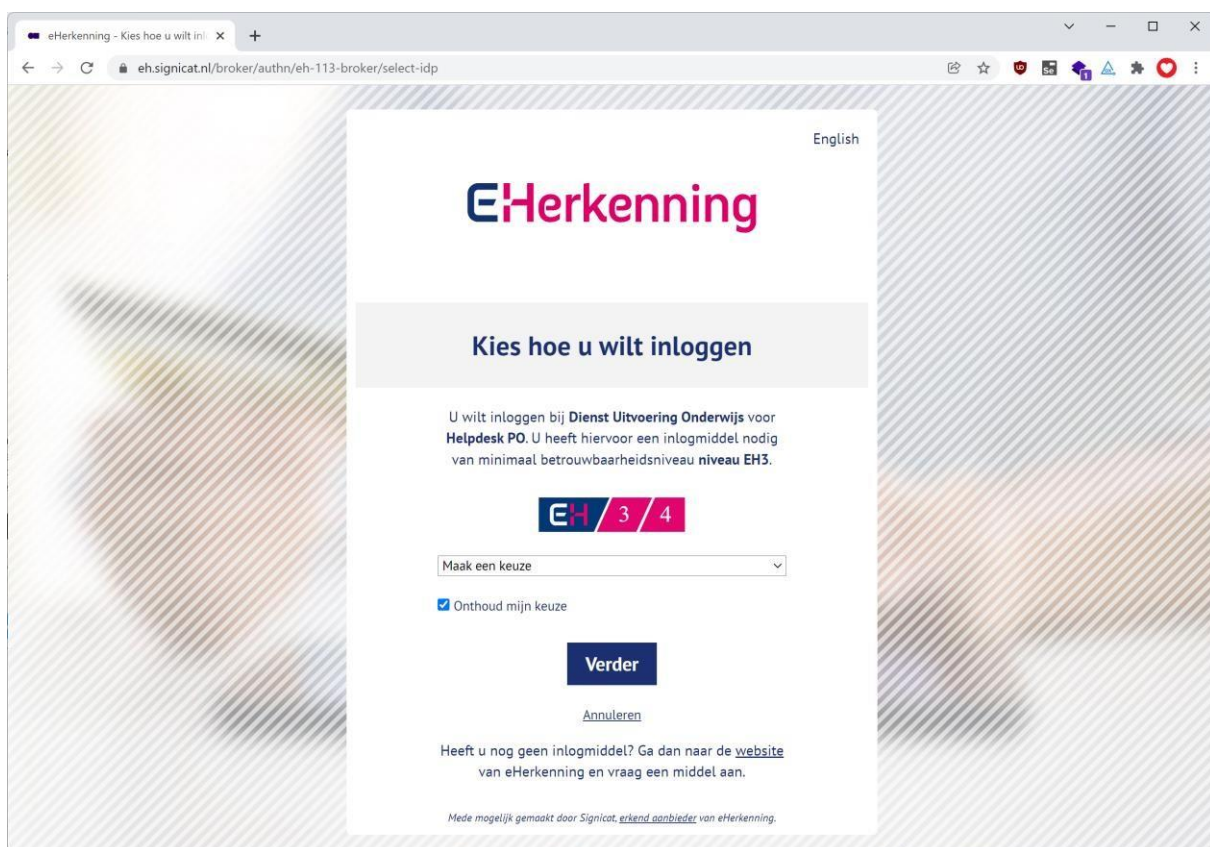 eHerkenning - Kies hoe u wilt inl
eh.signicat.nl/broker/authn/eh-113-broker/select-idp
Se
1
English
EHerkenning
Kies hoe u wilt inloggen
U wilt inloggen bij Dienst Uitvoering Onderwijs voor
Helpdesk PO. U heeft hiervoor een inlogmiddel nodig
van minimaal betrouwbaarheidsniveau niveau EH3.
EH 3 4
Maak een keuze
Onthoud mijn keuze
Verder
Annuleren
Heeft u nog geen inlogmiddel? Ga dan naar de website
van eHerkenning en vraag een middel aan.
Mede mogelijk gemaakt door Signicat, erkend aanbieder van eHerkenning.